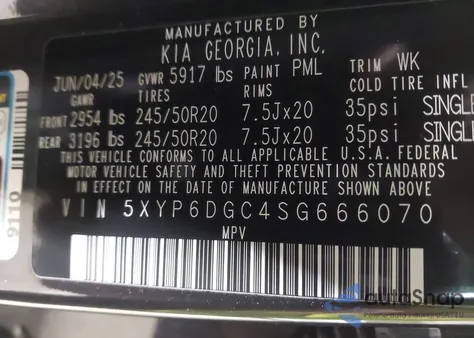 MANUFACTURED BY
KIA GEORGIA, INC.
JUN/04/25 GVWR 5917 lbs PAINT PML TRIM WK
GAWR TIRES RIMS COLD TIRE INFL
FRONT 2954 lbs 245/50R20 7.5Jx20 35psi SINGLE
REAR 3196 lbs 245/50R20 7.5Jx20 35psi SINGLE
THIS VEHICLE CONFORMS TO ALL APPLICABLE U.S.A. FEDERAL
MOTOR VEHICLE SAFETY AND THEFT PREVENTION STANDARDS
IN EFFECT ON THE DATE OF MANUFACTURE SHOWN ABOVE
VIN 5XYP6DGC4SG666070
MPV
autoSnap